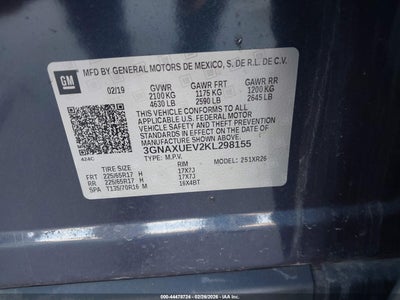 GM
MFD BY GENERAL MOTORS DE MEXICO, S. DE R.L. DE C.V.
02/19 GVWR GAWR FRT GAWR RR
2100 KG 1175 KG 1200 KG
4630 LB 2590 LB 2645 LB
THIS VEHICLE CONFORMS TO ALL
APPLICABLE U.S. FEDERAL MOTOR
VEHICLE SAFETY AND THEFT
PREVENTION STANDARDS IN EFFECT ON
THE DATE OF MANUFACTURE SHOWN ABOVE.
3GNAXUEV2KL298155
424C TYPE: M.P.V. MODEL: 251XR26
TIRE SIZE RIM
FRT 225/65R17 H 17X7J
RR 225/65R17 H 17X7J
SPA T135/70R16 M 16X4BT
000-44478724 - 02/26/2026 - IAAI US